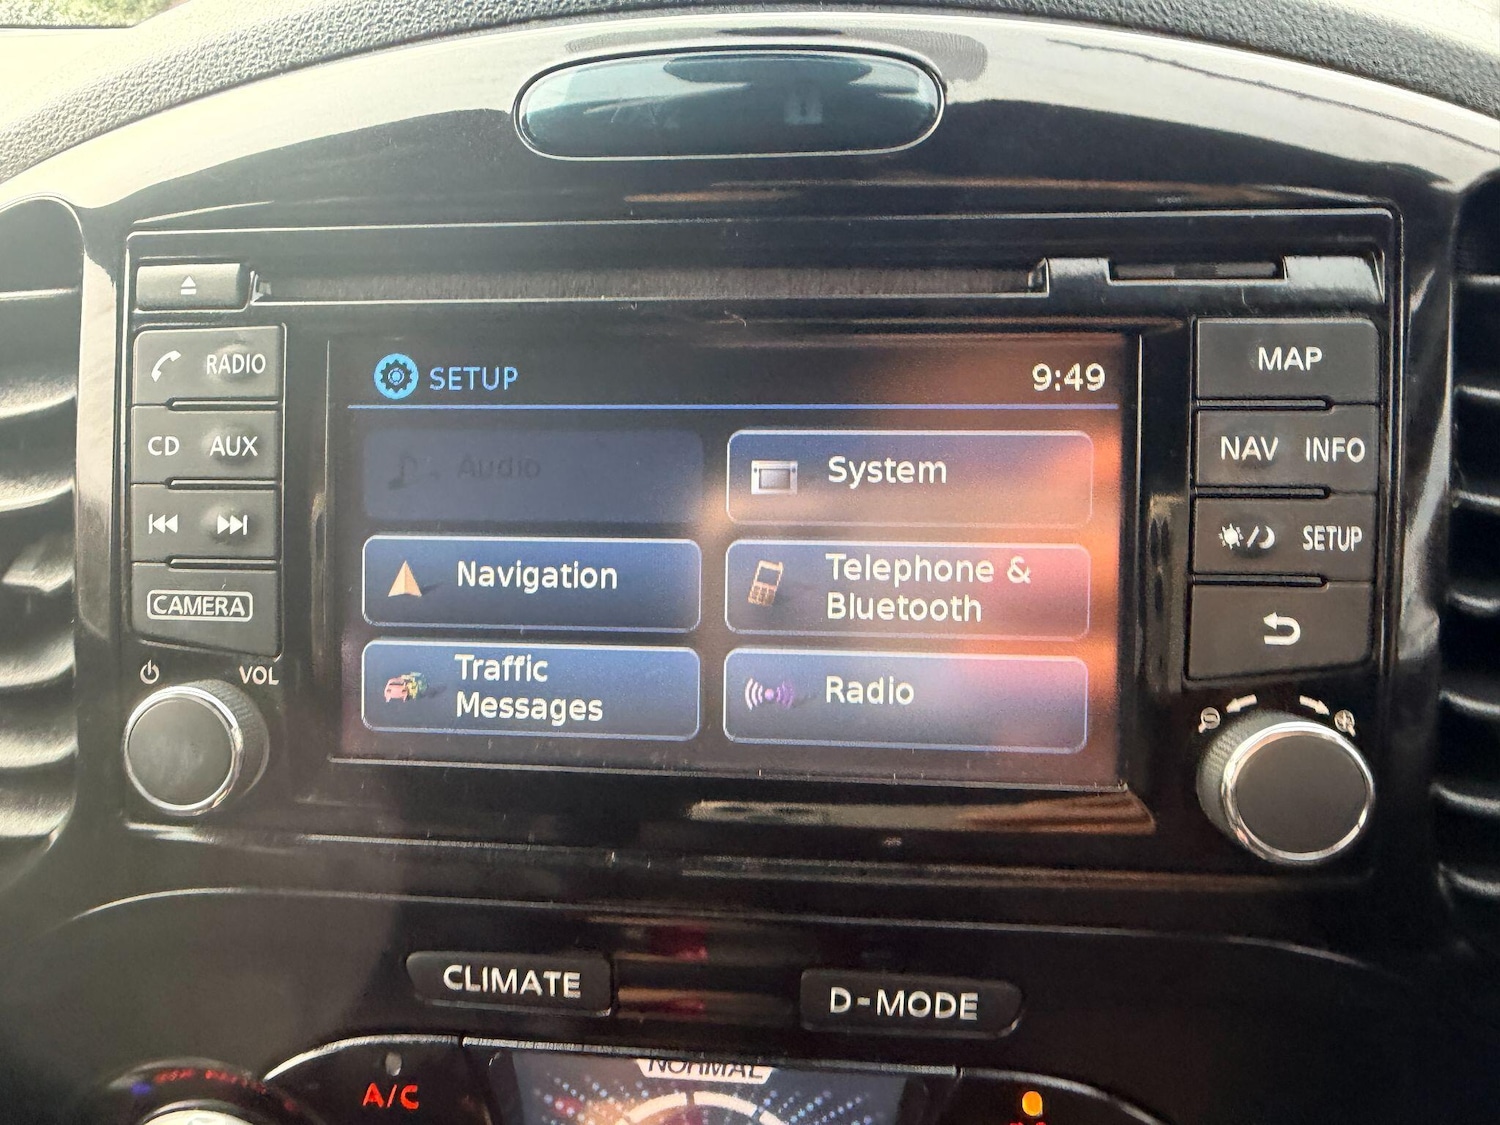 RADIO
CD AUX
CAMERA
VOL
SETUP
9:49
Audio
System
Navigation
Telephone &
Bluetooth
Traffic
Messages
Radio
MAP
NAV INFO
SETUP
CLIMATE
D-MODE
NORMAL
A/C